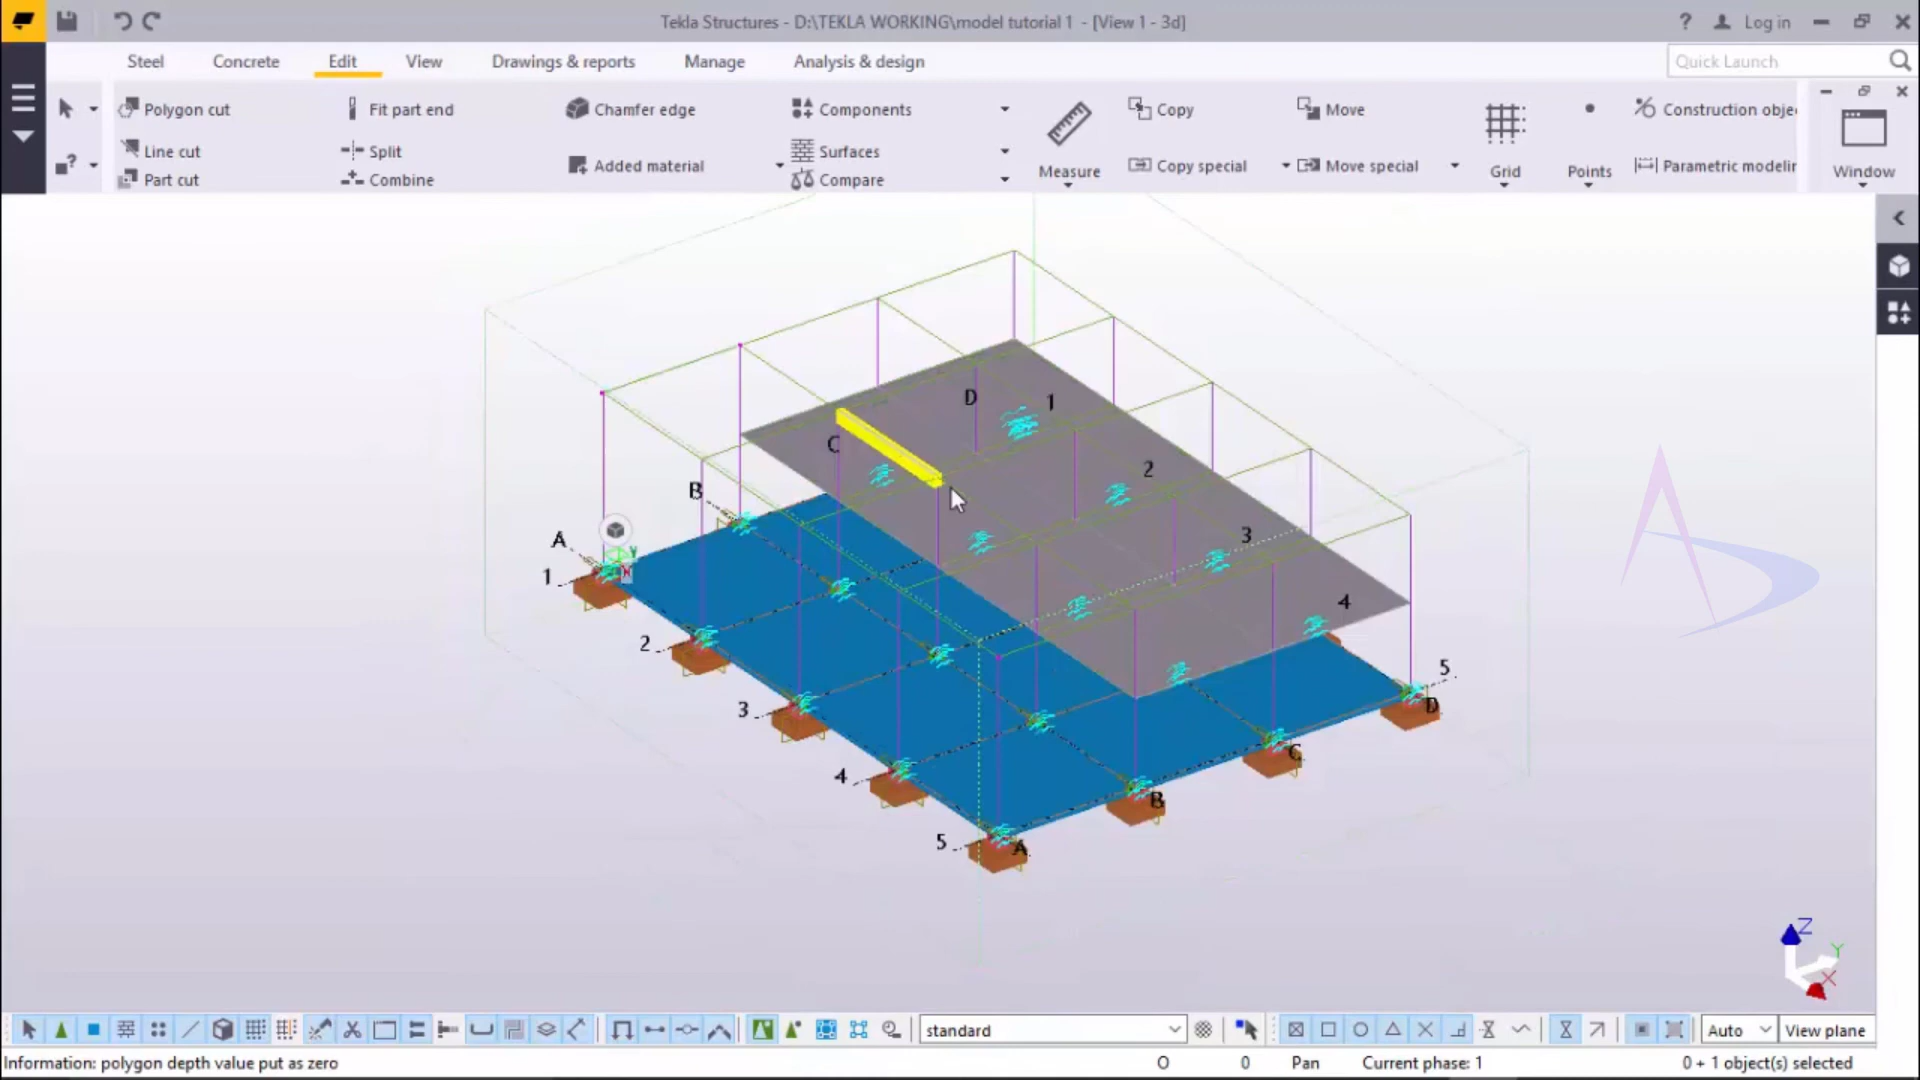 Tekla Structures - D:\TEKLA WORKING\model tutorial 1 - [View 1 - 3d]
? Log in
Steel Concrete Edit View Drawings & reports Manage Analysis & design Quick Launch
Polygon cut Fit part end Chamfer edge Components Copy Move Construction obje
Line cut Split Surfaces
Added material Copy special Move special Parametric modelin
Measure Grid Points Window
Part cut Combine Compare
D 1
C
2
B
3
A
1
4
2
5
3 D
C
4
B
5 A
Z
Y
X
standard Auto View plane
Information: polygon depth value put as zero O 0 Pan Current phase: 1 0 + 1 object(s) selected